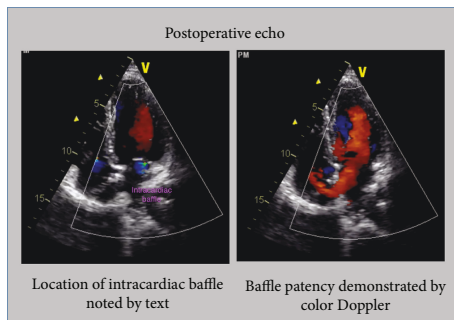 Postoperative echo
PM
V
V
5
5
10
10
15
15
Intracardiac
Location of intracardiac baffle
noted by text
Baffle patency demonstrated by
color Doppler